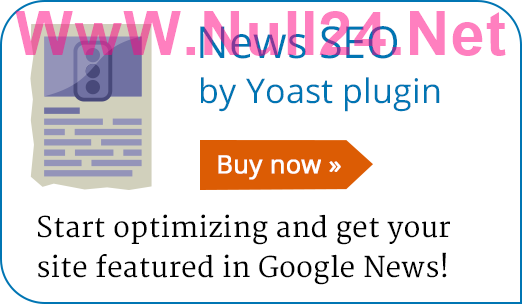 WwW.Null24.Net
News SEO
by Yoast plugin
Buy now »
Start optimizing and get your
site featured in Google News!